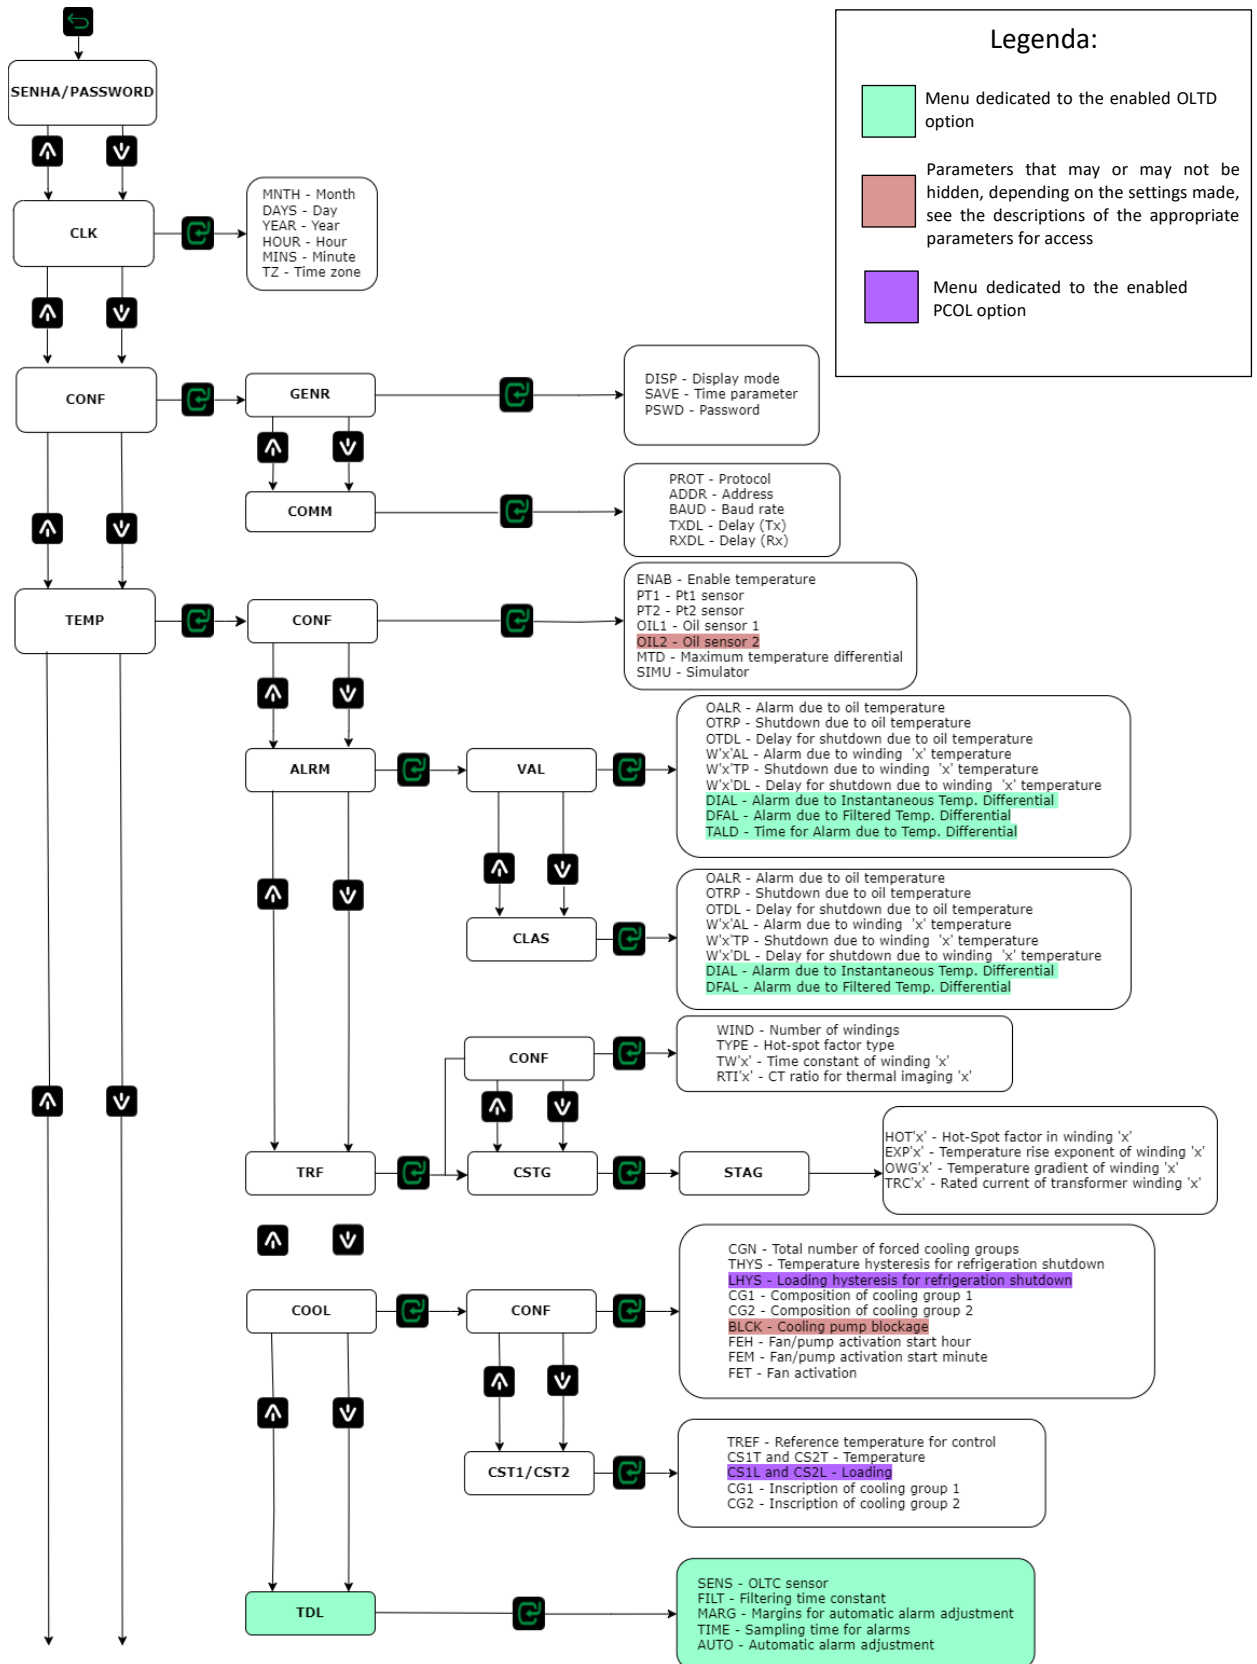 Legenda:
Menu dedicated to the enabled OLTD
option
Parameters that may or may not be
hidden, depending on the settings made,
see the descriptions of the appropriate
parameters for access
Menu dedicated to the enabled
PCOL option
SENHA/PASSWORD
CLK
MNTH - Month
DAYS - Day
YEAR - Year
HOUR - Hour
MINS - Minute
TZ - Time zone
CONF
GENR
DISP - Display mode
SAVE - Time parameter
PSWD - Password
COMM
PROT - Protocol
ADDR - Address
BAUD - Baud rate
TXDL - Delay (Tx)
RXDL - Delay (Rx)
TEMP
CONF
ENAB - Enable temperature
PT1 - Pt1 sensor
PT2 - Pt2 sensor
OIL1 - Oil sensor 1
OIL2 - Oil sensor 2
MTD - Maximum temperature differential
SIMU - Simulator
ALRM
VAL
OALR - Alarm due to oil temperature
OTRP - Shutdown due to oil temperature
OTDL - Delay for shutdown due to oil temperature
W'x'AL - Alarm due to winding 'x' temperature
W'x'TP - Shutdown due to winding 'x' temperature
W'x'DL - Delay for shutdown due to winding 'x' temperature
DIAL - Alarm due to Instantaneous Temp. Differential
DFAL - Alarm due to Filtered Temp. Differential
TALD - Time for Alarm due to Temp. Differential
CLAS
OALR - Alarm due to oil temperature
OTRP - Shutdown due to oil temperature
OTDL - Delay for shutdown due to oil temperature
W'x'AL - Alarm due to winding 'x' temperature
W'x'TP - Shutdown due to winding 'x' temperature
W'x'DL - Delay for shutdown due to winding 'x' temperature
DIAL - Alarm due to Instantaneous Temp. Differential
DFAL - Alarm due to Filtered Temp. Differential
CONF
WIND - Number of windings
TYPE - Hot-spot factor type
TW'x' - Time constant of winding 'x'
RTI'x' - CT ratio for thermal imaging 'x'
TRF
CSTG
STAG
HOT'x' - Hot-Spot factor in winding 'x'
EXP'x' - Temperature rise exponent of winding 'x'
OWG'x' - Temperature gradient of winding 'x'
TRC'x' - Rated current of transformer winding 'x'
COOL
CONF
CGN - Total number of forced cooling groups
THYS - Temperature hysteresis for refrigeration shutdown
LHYS - Loading hysteresis for refrigeration shutdown
CG1 - Composition of cooling group 1
CG2 - Composition of cooling group 2
BLCK - Cooling pump blockage
FEH - Fan/pump activation start hour
FEM - Fan/pump activation start minute
FET - Fan activation
CST1/CST2
TREF - Reference temperature for control
CS1T and CS2T - Temperature
CS1L and CS2L - Loading
CG1 - Inscription of cooling group 1
CG2 - Inscription of cooling group 2
TDL
SENS - OLTC sensor
FILT - Filtering time constant
MARG - Margins for automatic alarm adjustment
TIME - Sampling time for alarms
AUTO - Automatic alarm adjustment